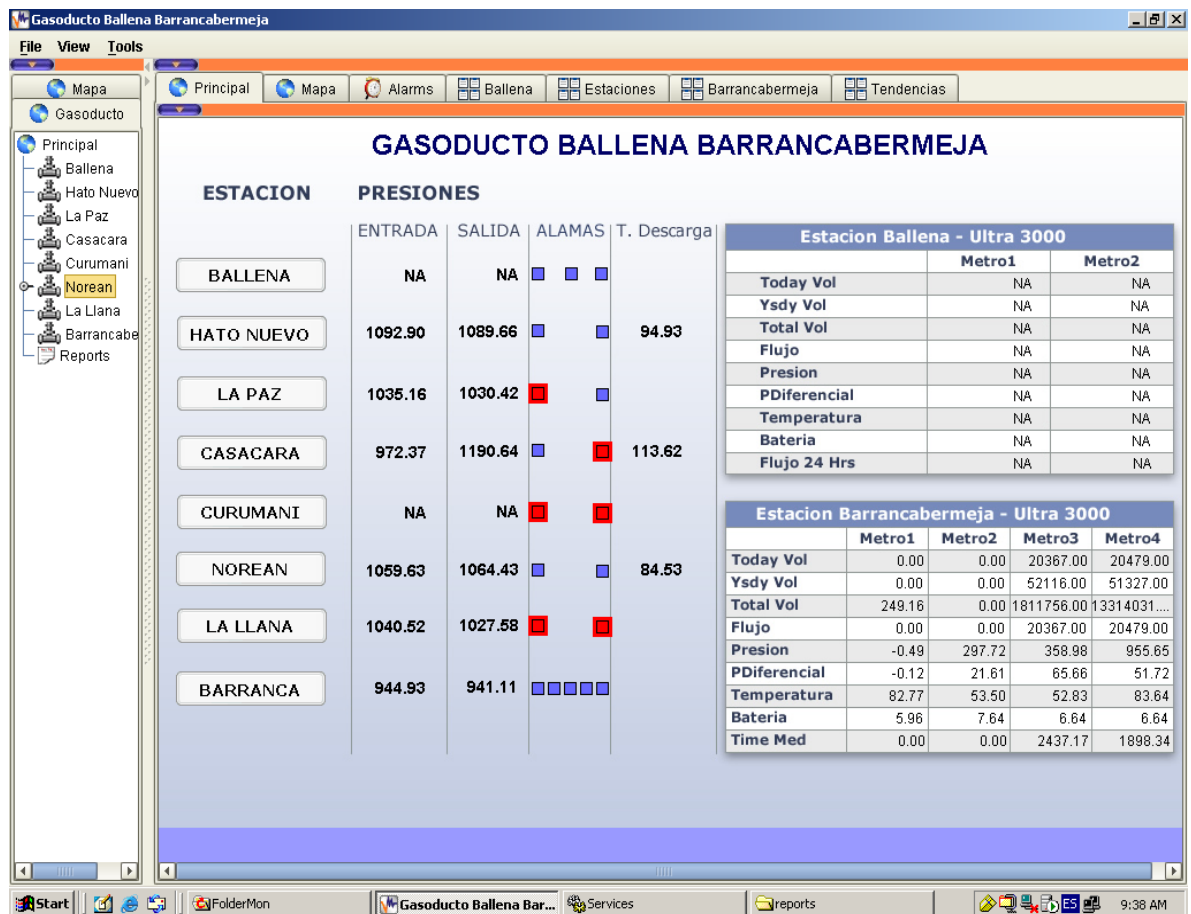 Gasoducto Ballena Barrancabermeja
File View Tools
Mapa
Gasoducto
Principal
Ballena
Hato Nuevo
La Paz
Casacara
Curumani
Norean
La Llana
Barrancabe
Reports
Principal Mapa Alarms Ballena Estaciones Barrancabermeja Tendencias
GASODUCTO BALLENA BARRANCABERMEJA
ESTACION PRESIONES
ENTRADA SALIDA ALAMAS T. Descarga
BALLENA NA NA
HATO NUEVO 1092.90 1089.66 94.93
LA PAZ 1035.16 1030.42
CASACARA 972.37 1190.64 113.62
CURUMANI NA NA
NOREAN 1059.63 1064.43 84.53
LA LLANA 1040.52 1027.58
BARRANCA 944.93 941.11
Estacion Ballena - Ultra 3000
Metro1 Metro2
Today Vol NA NA
Ysdy Vol NA NA
Total Vol NA NA
Flujo NA NA
Presion NA NA
PDiferencial NA NA
Temperatura NA NA
Bateria NA NA
Flujo 24 Hrs NA NA
Estacion Barrancabermeja - Ultra 3000
Metro1 Metro2 Metro3 Metro4
Today Vol 0.00 0.00 20367.00 20479.00
Ysdy Vol 0.00 0.00 52116.00 51327.00
Total Vol 249.16 0.00 1811756.00 13314031....
Flujo 0.00 0.00 20367.00 20479.00
Presion -0.49 297.72 358.98 955.65
PDiferencial -0.12 21.61 65.66 51.72
Temperatura 82.77 53.50 52.83 83.64
Bateria 5.96 7.64 6.64 6.64
Time Med 0.00 0.00 2437.17 1898.34
Start FolderMon Gasoducto Ballena Bar... Services reports ES 9:38 AM